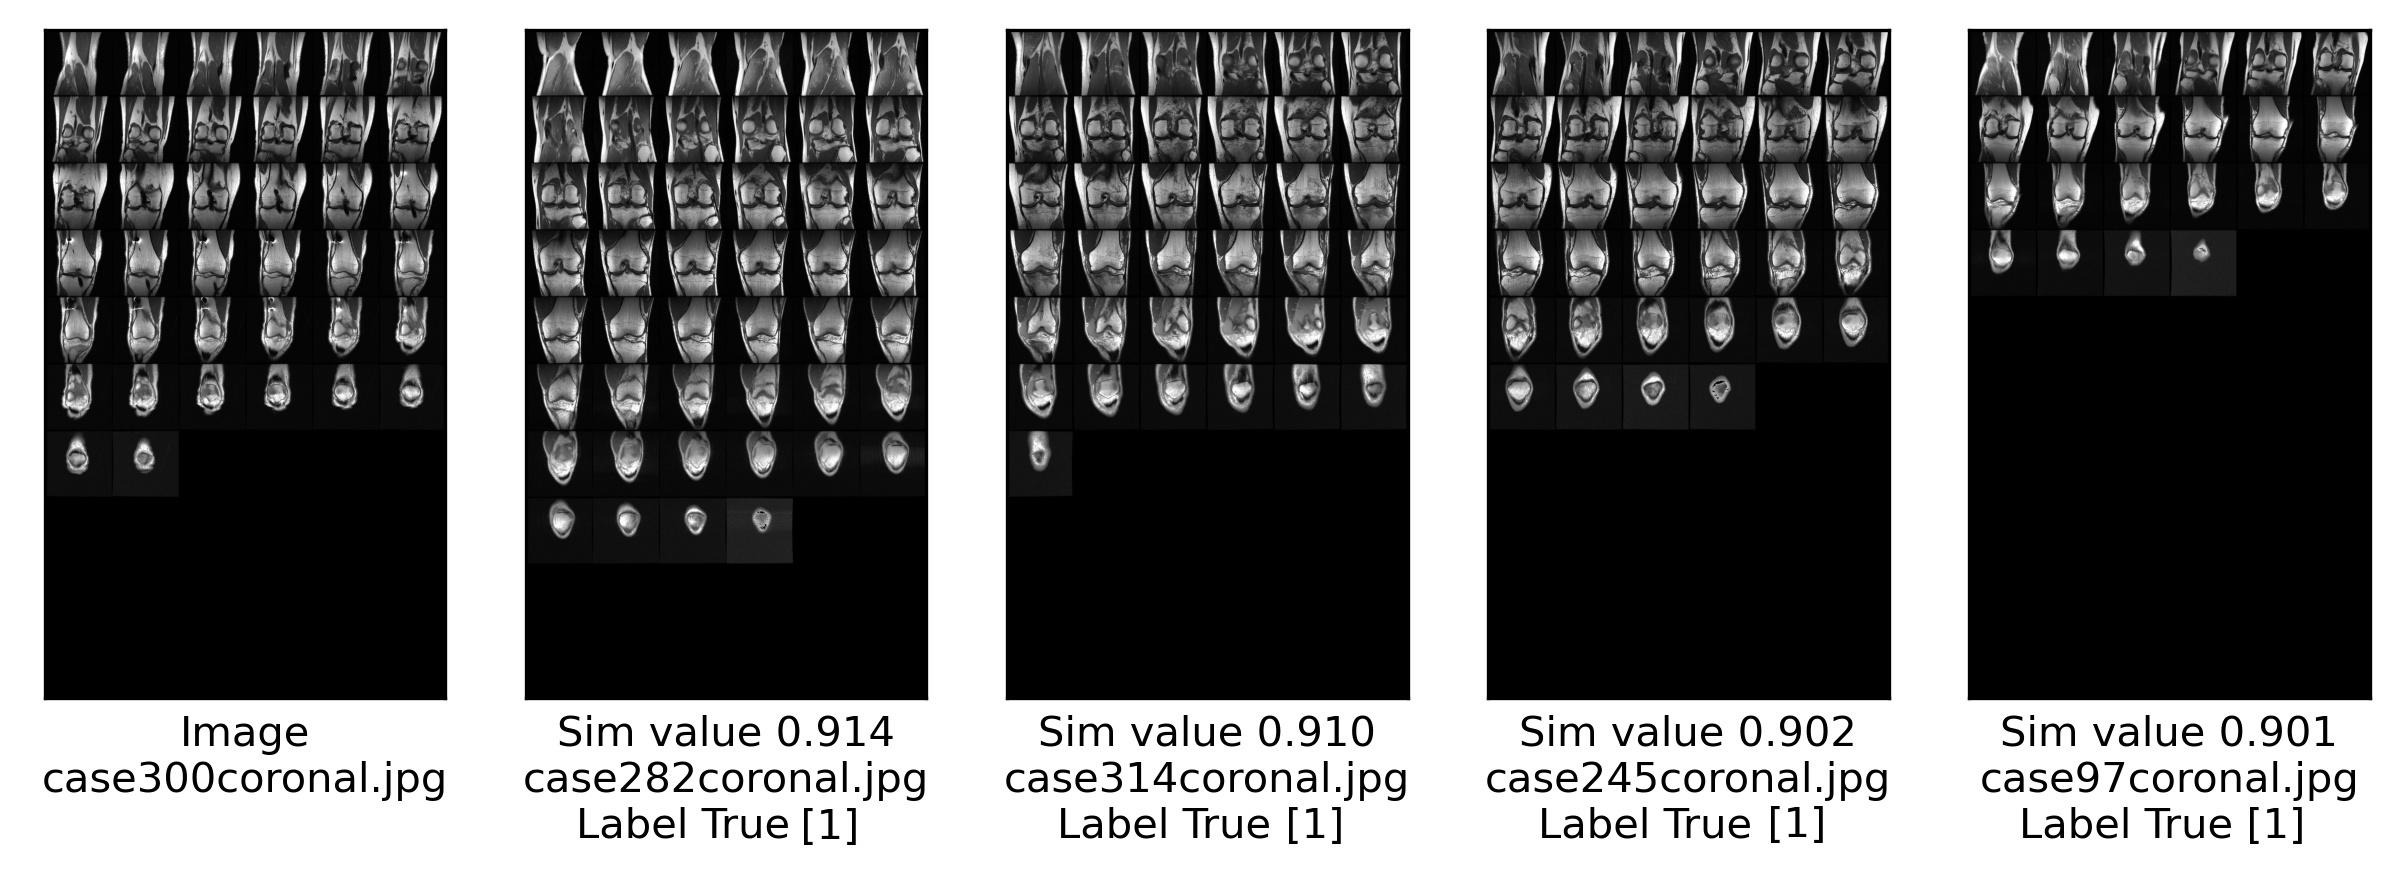 Image
case300coronal.jpg
Sim value 0.914
case282coronal.jpg
Label True [1]
Sim value 0.910
case314coronal.jpg
Label True [1]
Sim value 0.902
case245coronal.jpg
Label True [1]
Sim value 0.901
case97coronal.jpg
Label True [1]